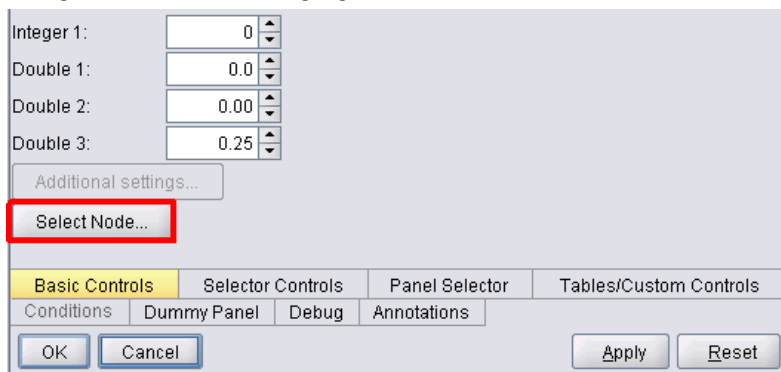 Integer 1: 0
Double 1: 0.0
Double 2: 0.00
Double 3: 0.25
Additional settings...
Select Node...
Basic Controls Selector Controls Panel Selector Tables/Custom Controls
Conditions Dummy Panel Debug Annotations
OK Cancel Apply Reset